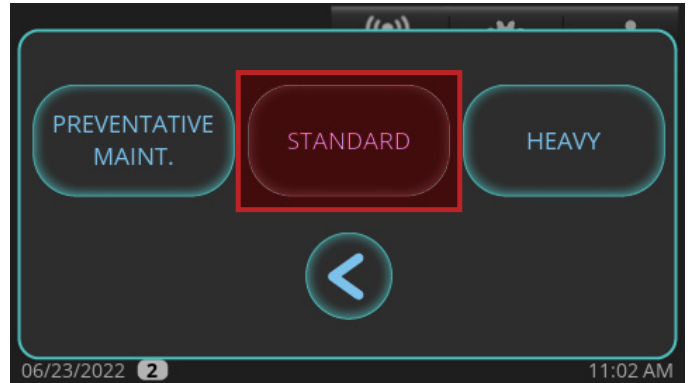 PREVENTATIVE
MAINT.
STANDARD
HEAVY
06/23/2022 2
11:02 AM